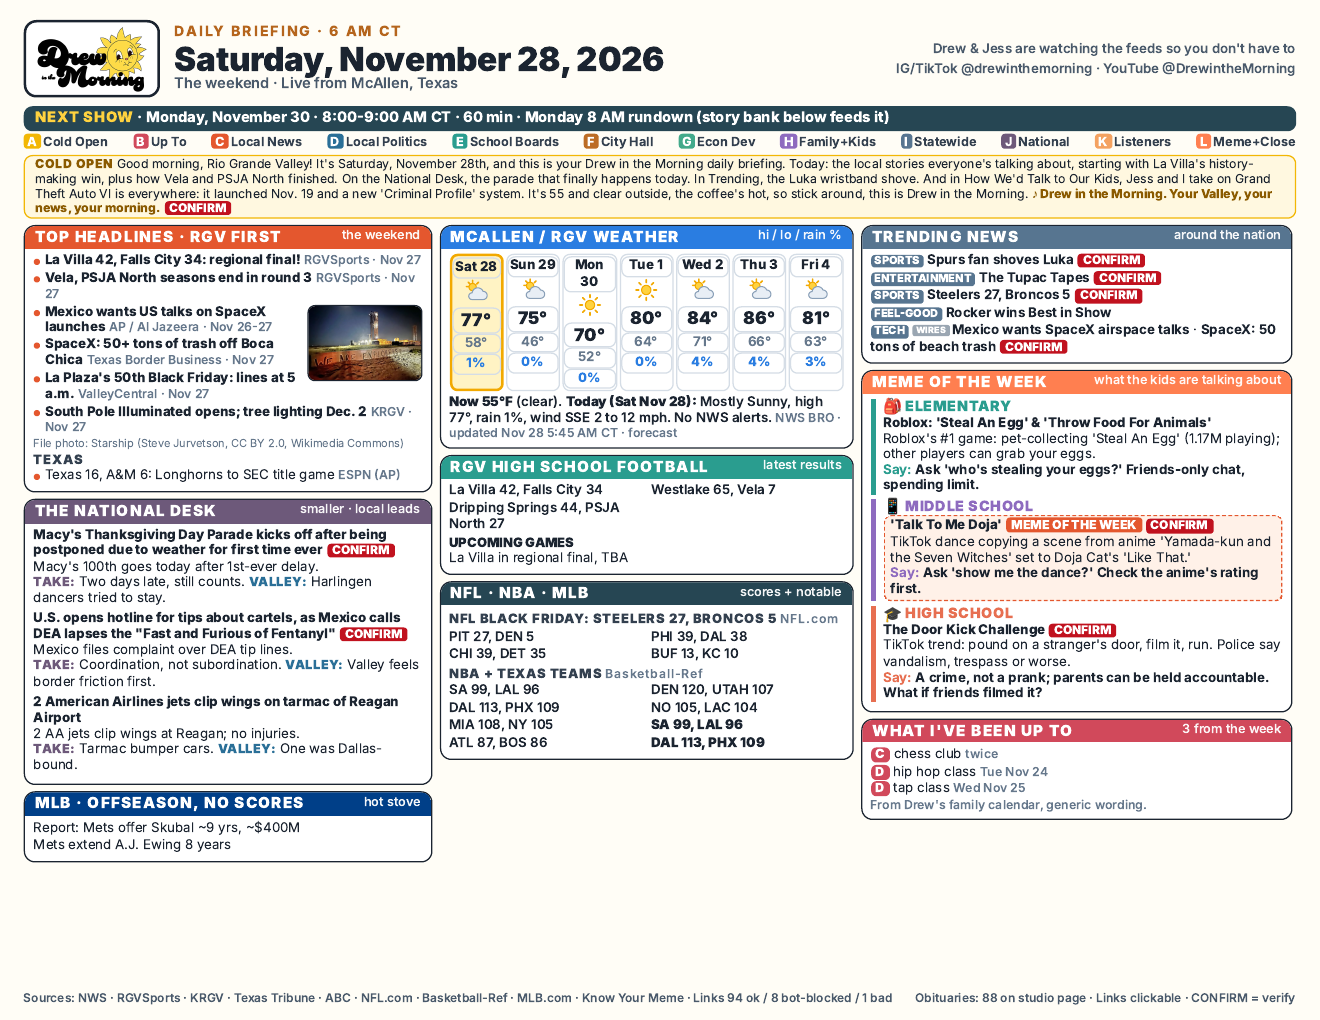 Drew
in the
Morning
DAILY BRIEFING · 6 AM CT
Saturday, November 28, 2026
The weekend · Live from McAllen, Texas
Drew & Jess are watching the feeds so you don't have to
IG/TikTok @drewinthemorning · YouTube @DrewintheMorning
NEXT SHOW · Monday, November 30 · 8:00-9:00 AM CT · 60 min · Monday 8 AM rundown (story bank below feeds it)
A Cold Open B Up To C Local News D Local Politics E School Boards F City Hall G Econ Dev H Family+Kids I Statewide J National K Listeners L Meme+Close
COLD OPEN Good morning, Rio Grande Valley! It's Saturday, November 28th, and this is your Drew in the Morning daily briefing. Today: the local stories everyone's talking about, starting with La Villa's history-
making win, plus how Vela and PSJA North finished. On the National Desk, the parade that finally happens today. In Trending, the Luka wristband shove. And in How We'd Talk to Our Kids, Jess and I take on Grand
Theft Auto VI is everywhere: it launched Nov. 19 and a new 'Criminal Profile' system. It's 55 and clear outside, the coffee's hot, so stick around, this is Drew in the Morning. ♪ Drew in the Morning. Your Valley, your
news, your morning. CONFIRM
TOP HEADLINES · RGV FIRST the weekend
La Villa 42, Falls City 34: regional final! RGVSports · Nov 27
Vela, PSJA North seasons end in round 3 RGVSports · Nov
27
Mexico wants US talks on SpaceX
launches AP / Al Jazeera · Nov 26-27
SpaceX: 50+ tons of trash off Boca
Chica Texas Border Business · Nov 27
La Plaza's 50th Black Friday: lines at 5
a.m. ValleyCentral · Nov 27
South Pole Illuminated opens; tree lighting Dec. 2 KRGV ·
Nov 27
File photo: Starship (Steve Jurvetson, CC BY 2.0, Wikimedia Commons)
TEXAS
Texas 16, A&M 6: Longhorns to SEC title game ESPN (AP)
THE NATIONAL DESK smaller · local leads
Macy's Thanksgiving Day Parade kicks off after being
postponed due to weather for first time ever CONFIRM
Macy's 100th goes today after 1st-ever delay.
TAKE: Two days late, still counts. VALLEY: Harlingen
dancers tried to stay.
U.S. opens hotline for tips about cartels, as Mexico calls
DEA lapses the "Fast and Furious of Fentanyl" CONFIRM
Mexico files complaint over DEA tip lines.
TAKE: Coordination, not subordination. VALLEY: Valley feels
border friction first.
2 American Airlines jets clip wings on tarmac of Reagan
Airport
2 AA jets clip wings at Reagan; no injuries.
TAKE: Tarmac bumper cars. VALLEY: One was Dallas-
bound.
MLB · OFFSEASON, NO SCORES hot stove
Report: Mets offer Skubal ~9 yrs, ~$400M
Mets extend A.J. Ewing 8 years
MCALLEN / RGV WEATHER hi / lo / rain %
Sat 28 77° 58° 1%
Sun 29 75° 46° 0%
Mon 30 70° 52° 0%
Tue 1 80° 64° 0%
Wed 2 84° 71° 4%
Thu 3 86° 66° 4%
Fri 4 81° 63° 3%
Now 55°F (clear). Today (Sat Nov 28): Mostly Sunny, high
77°, rain 1%, wind SSE 2 to 12 mph. No NWS alerts. NWS BRO ·
updated Nov 28 5:45 AM CT · forecast
RGV HIGH SCHOOL FOOTBALL latest results
La Villa 42, Falls City 34 Westlake 65, Vela 7
Dripping Springs 44, PSJA
North 27
UPCOMING GAMES
La Villa in regional final, TBA
NFL · NBA · MLB scores + notable
NFL BLACK FRIDAY: STEELERS 27, BRONCOS 5 NFL.com
PIT 27, DEN 5 PHI 39, DAL 38
CHI 39, DET 35 BUF 13, KC 10
NBA + TEXAS TEAMS Basketball-Ref
SA 99, LAL 96 DEN 120, UTAH 107
DAL 113, PHX 109 NO 105, LAC 104
MIA 108, NY 105 SA 99, LAL 96
ATL 87, BOS 86 DAL 113, PHX 109
TRENDING NEWS around the nation
SPORTS Spurs fan shoves Luka CONFIRM
ENTERTAINMENT The Tupac Tapes CONFIRM
SPORTS Steelers 27, Broncos 5 CONFIRM
FEEL-GOOD Rocker wins Best in Show
TECH WIRES Mexico wants SpaceX airspace talks · SpaceX: 50
tons of beach trash CONFIRM
MEME OF THE WEEK what the kids are talking about
ELEMENTARY
Roblox: 'Steal An Egg' & 'Throw Food For Animals'
Roblox's #1 game: pet-collecting 'Steal An Egg' (1.17M playing);
other players can grab your eggs.
Say: Ask 'who's stealing your eggs?' Friends-only chat,
spending limit.
MIDDLE SCHOOL
'Talk To Me Doja' MEME OF THE WEEK CONFIRM
TikTok dance copying a scene from anime 'Yamada-kun and
the Seven Witches' set to Doja Cat's 'Like That.'
Say: Ask 'show me the dance?' Check the anime's rating
first.
HIGH SCHOOL
The Door Kick Challenge CONFIRM
TikTok trend: pound on a stranger's door, film it, run. Police say
vandalism, trespass or worse.
Say: A crime, not a prank; parents can be held accountable.
What if friends filmed it?
WHAT I'VE BEEN UP TO 3 from the week
C chess club twice
D hip hop class Tue Nov 24
D tap class Wed Nov 25
From Drew's family calendar, generic wording.
Sources: NWS · RGVSports · KRGV · Texas Tribune · ABC · NFL.com · Basketball-Ref · MLB.com · Know Your Meme · Links 94 ok / 8 bot-blocked / 1 bad
Obituaries: 88 on studio page · Links clickable · CONFIRM = verify